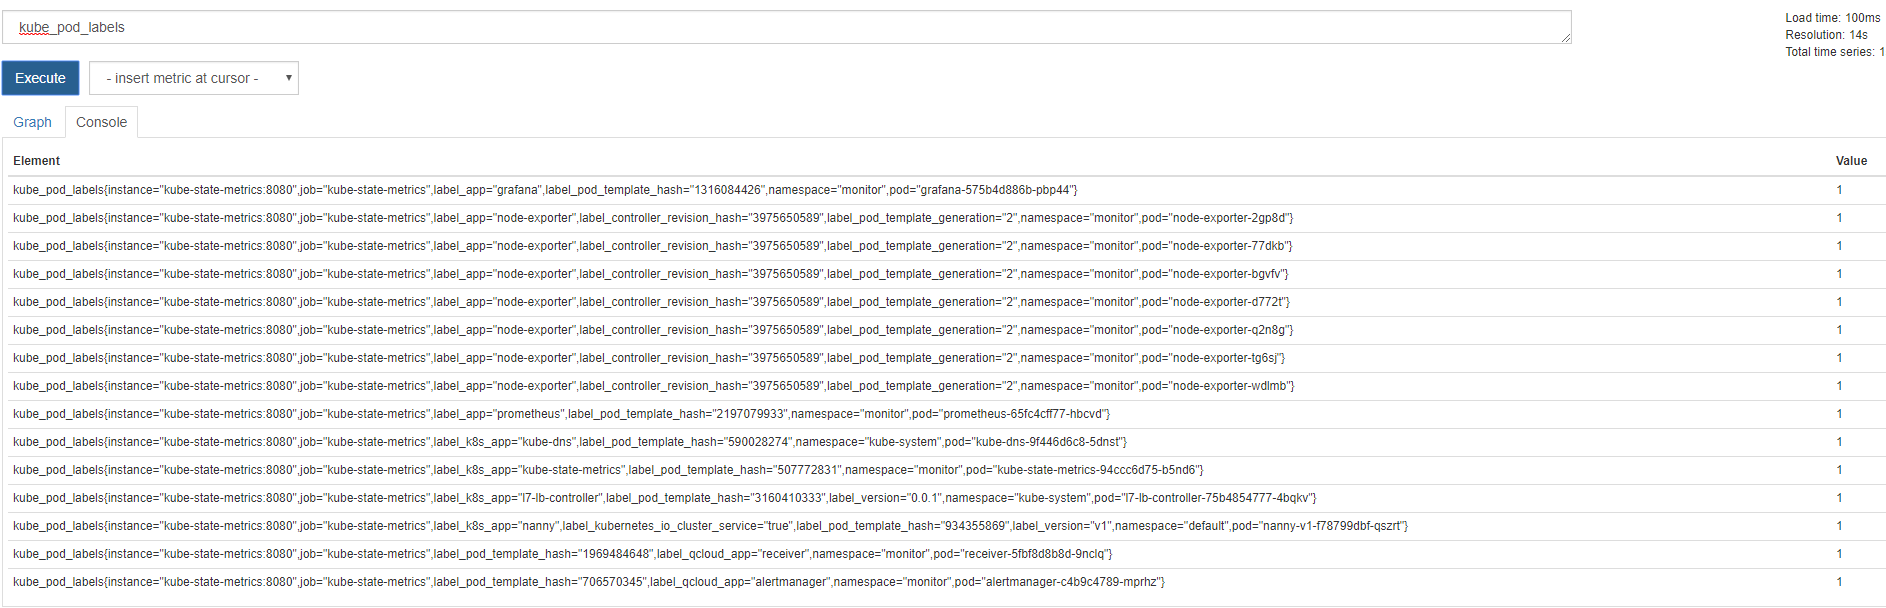 kube_pod_labels
Load time: 100ms
Resolution: 14s
Total time series: 1
Execute
- insert metric at cursor -
Graph
Console
Element Value
kube_pod_labels{instance="kube-state-metrics:8080",job="kube-state-metrics",label_app="grafana",label_pod_template_hash="1316084426",namespace="monitor",pod="grafana-575b4d886b-pbp44"} 1
kube_pod_labels{instance="kube-state-metrics:8080",job="kube-state-metrics",label_app="node-exporter",label_controller_revision_hash="3975650589",label_pod_template_generation="2",namespace="monitor",pod="node-exporter-2gp8d"} 1
kube_pod_labels{instance="kube-state-metrics:8080",job="kube-state-metrics",label_app="node-exporter",label_controller_revision_hash="3975650589",label_pod_template_generation="2",namespace="monitor",pod="node-exporter-77dkb"} 1
kube_pod_labels{instance="kube-state-metrics:8080",job="kube-state-metrics",label_app="node-exporter",label_controller_revision_hash="3975650589",label_pod_template_generation="2",namespace="monitor",pod="node-exporter-bgvfv"} 1
kube_pod_labels{instance="kube-state-metrics:8080",job="kube-state-metrics",label_app="node-exporter",label_controller_revision_hash="3975650589",label_pod_template_generation="2",namespace="monitor",pod="node-exporter-d772t"} 1
kube_pod_labels{instance="kube-state-metrics:8080",job="kube-state-metrics",label_app="node-exporter",label_controller_revision_hash="3975650589",label_pod_template_generation="2",namespace="monitor",pod="node-exporter-q2n8g"} 1
kube_pod_labels{instance="kube-state-metrics:8080",job="kube-state-metrics",label_app="node-exporter",label_controller_revision_hash="3975650589",label_pod_template_generation="2",namespace="monitor",pod="node-exporter-tg6sj"} 1
kube_pod_labels{instance="kube-state-metrics:8080",job="kube-state-metrics",label_app="node-exporter",label_controller_revision_hash="3975650589",label_pod_template_generation="2",namespace="monitor",pod="node-exporter-wdlmb"} 1
kube_pod_labels{instance="kube-state-metrics:8080",job="kube-state-metrics",label_app="prometheus",label_pod_template_hash="2197079933",namespace="monitor",pod="prometheus-65fc4cff77-hbcvd"} 1
kube_pod_labels{instance="kube-state-metrics:8080",job="kube-state-metrics",label_k8s_app="kube-dns",label_pod_template_hash="590028274",namespace="kube-system",pod="kube-dns-9f446d6c8-5dnst"} 1
kube_pod_labels{instance="kube-state-metrics:8080",job="kube-state-metrics",label_k8s_app="kube-state-metrics",label_pod_template_hash="507772831",namespace="monitor",pod="kube-state-metrics-94ccc6d75-b5nd6"} 1
kube_pod_labels{instance="kube-state-metrics:8080",job="kube-state-metrics",label_k8s_app="l7-lb-controller",label_pod_template_hash="3160410333",label_version="0.0.1",namespace="kube-system",pod="l7-lb-controller-75b4854777-4bqkv"} 1
kube_pod_labels{instance="kube-state-metrics:8080",job="kube-state-metrics",label_k8s_app="nanny",label_kubernetes_io_cluster_service="true",label_pod_template_hash="934355869",label_version="v1",namespace="default",pod="nanny-v1-f78799dbf-qszrt"} 1
kube_pod_labels{instance="kube-state-metrics:8080",job="kube-state-metrics",label_pod_template_hash="1969484648",label_qcloud_app="receiver",namespace="monitor",pod="receiver-5fbf8d8b8d-9nclq"} 1
kube_pod_labels{instance="kube-state-metrics:8080",job="kube-state-metrics",label_pod_template_hash="706570345",label_qcloud_app="alertmanager",namespace="monitor",pod="alertmanager-c4b9c4789-mprhz"} 1